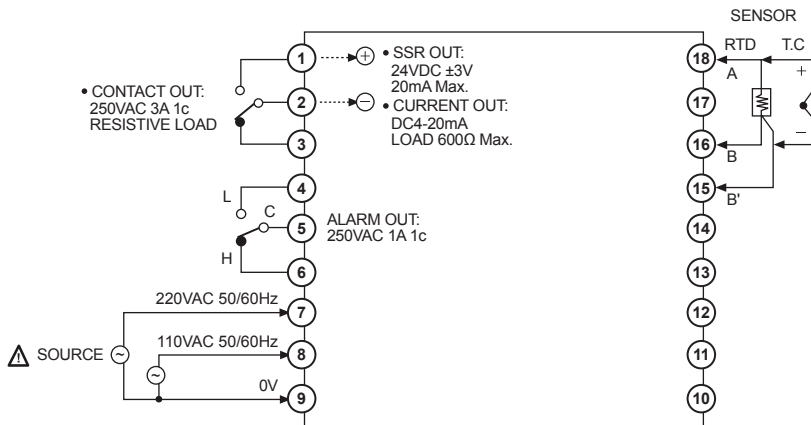 SENSOR
RTD T.C
A
+
–
B
B'
• CONTACT OUT:
250VAC 3A 1c
RESISTIVE LOAD
1
2
3
4
5
6
7
8
9
+
–
• SSR OUT:
24VDC ±3V
20mA Max.
• CURRENT OUT:
DC4-20mA
LOAD 600Ω Max.
L
C
H
ALARM OUT:
250VAC 1A 1c
220VAC 50/60Hz
110VAC 50/60Hz
0V
! SOURCE ~
~
18
17
16
15
14
13
12
11
10